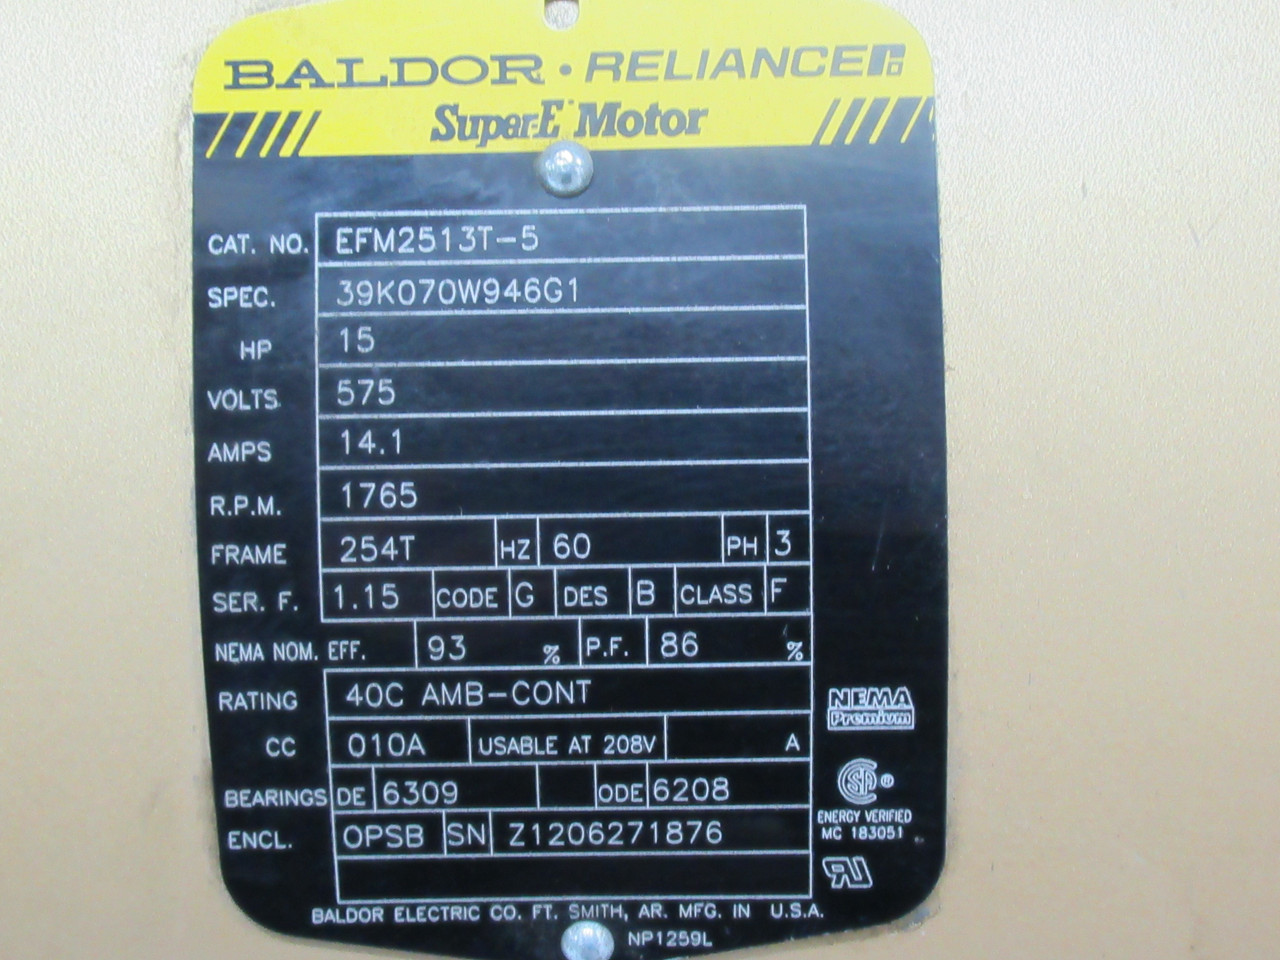 BALDOR • RELIANCE
Super-E Motor
CAT. NO. EFM2513T-5
SPEC. 39K070W946G1
HP 15
VOLTS 575
AMPS 14.1
R.P.M. 1765
FRAME 254T HZ 60 PH 3
SER. F. 1.15 CODE G DES B CLASS F
NEMA NOM. EFF. 93 % P.F. 86 %
RATING 40C AMB-CONT
NEMA
Premium
CC 010A USABLE AT 208V A
BEARINGS DE 6309 ODE 6208
SA ®
ENERGY VERIFIED
MC 183051
ENCL. OPSB SN Z1206271876
RU
BALDOR ELECTRIC CO. FT. SMITH, AR. MFG. IN U.S.A.
NP1259L